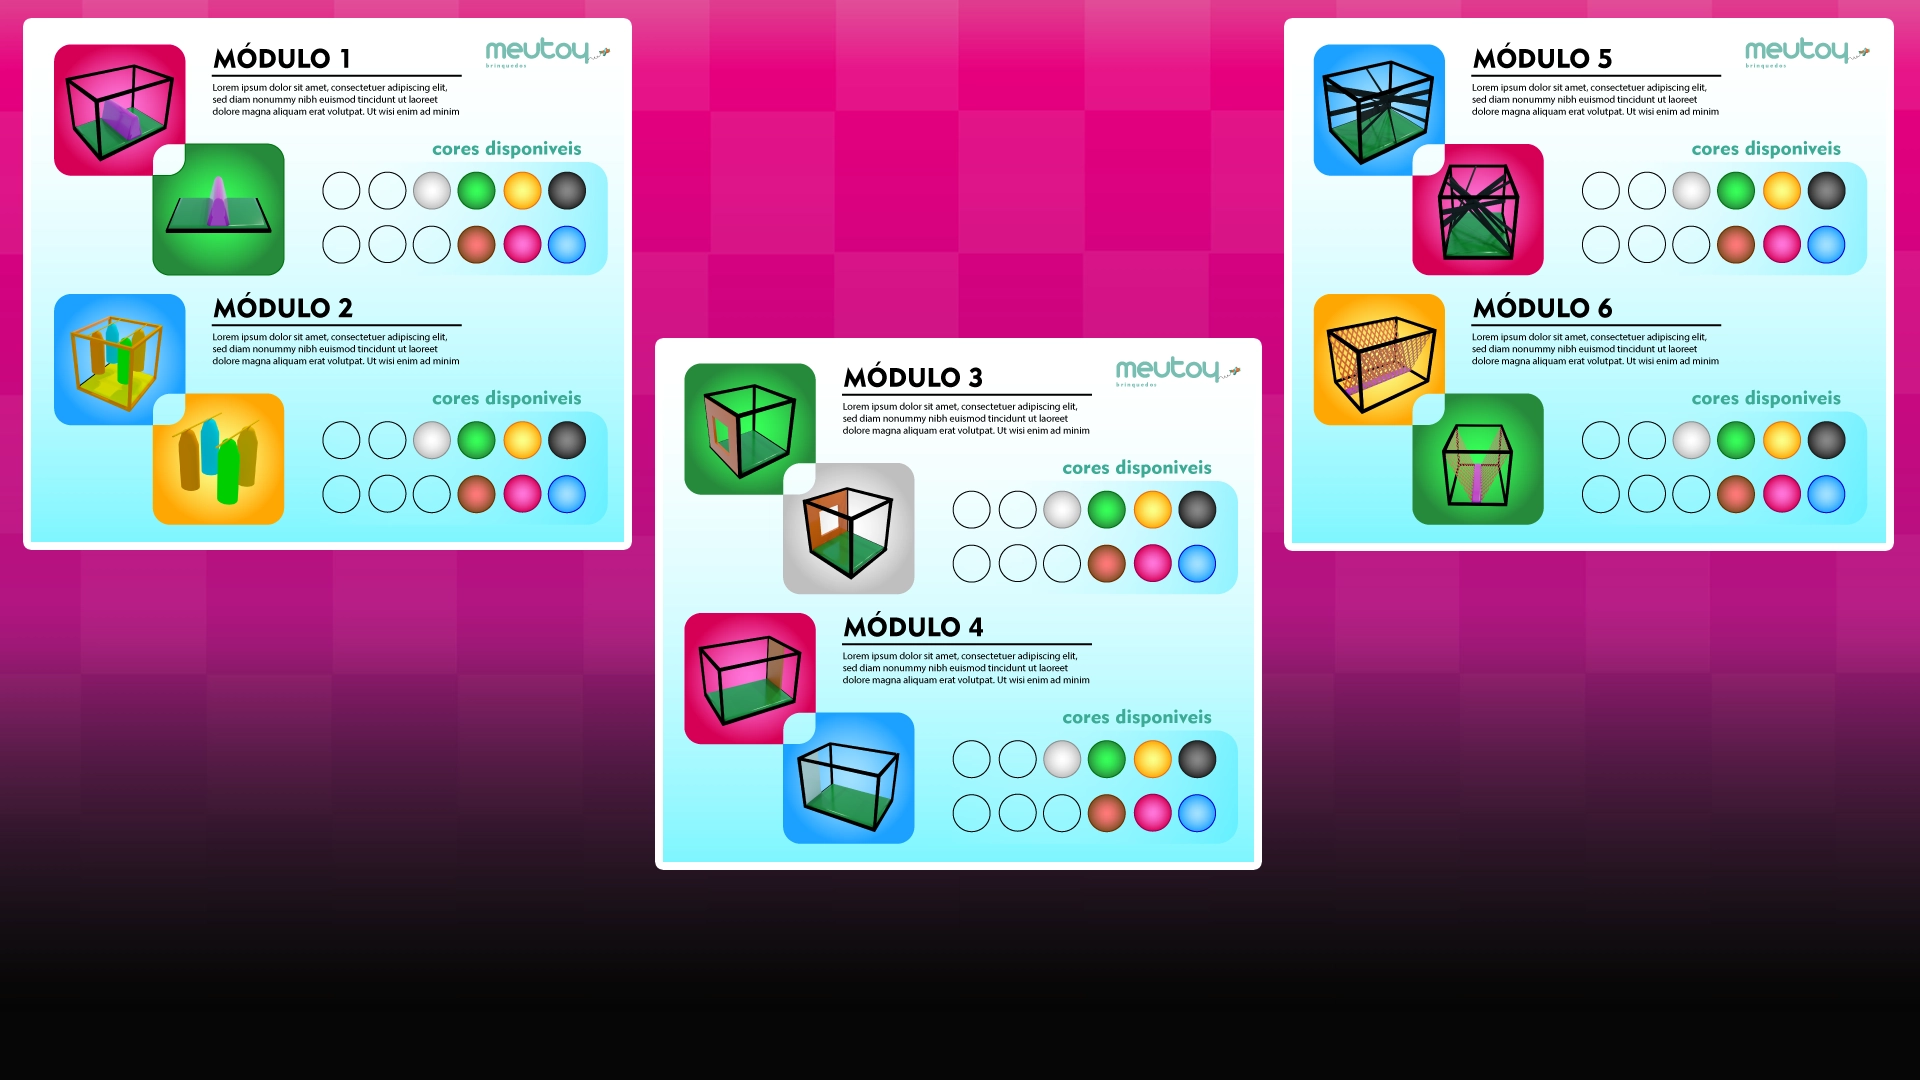 MÓDULO 1
meutoy
brinquedos
Lorem ipsum dolor sit amet, consectetuer adipiscing elit,
sed diam nonummy nibh euismod tincidunt ut laoreet
dolore magna aliquam erat volutpat. Ut wisi enim ad minim
cores disponiveis
MÓDULO 2
Lorem ipsum dolor sit amet, consectetuer adipiscing elit,
sed diam nonummy nibh euismod tincidunt ut laoreet
dolore magna aliquam erat volutpat. Ut wisi enim ad minim
cores disponiveis
MÓDULO 3
meutoy
brinquedos
Lorem ipsum dolor sit amet, consectetuer adipiscing elit,
sed diam nonummy nibh euismod tincidunt ut laoreet
dolore magna aliquam erat volutpat. Ut wisi enim ad minim
cores disponiveis
MÓDULO 4
Lorem ipsum dolor sit amet, consectetuer adipiscing elit,
sed diam nonummy nibh euismod tincidunt ut laoreet
dolore magna aliquam erat volutpat. Ut wisi enim ad minim
cores disponiveis
MÓDULO 5
meutoy
brinquedos
Lorem ipsum dolor sit amet, consectetuer adipiscing elit,
sed diam nonummy nibh euismod tincidunt ut laoreet
dolore magna aliquam erat volutpat. Ut wisi enim ad minim
cores disponiveis
MÓDULO 6
Lorem ipsum dolor sit amet, consectetuer adipiscing elit,
sed diam nonummy nibh euismod tincidunt ut laoreet
dolore magna aliquam erat volutpat. Ut wisi enim ad minim
cores disponiveis